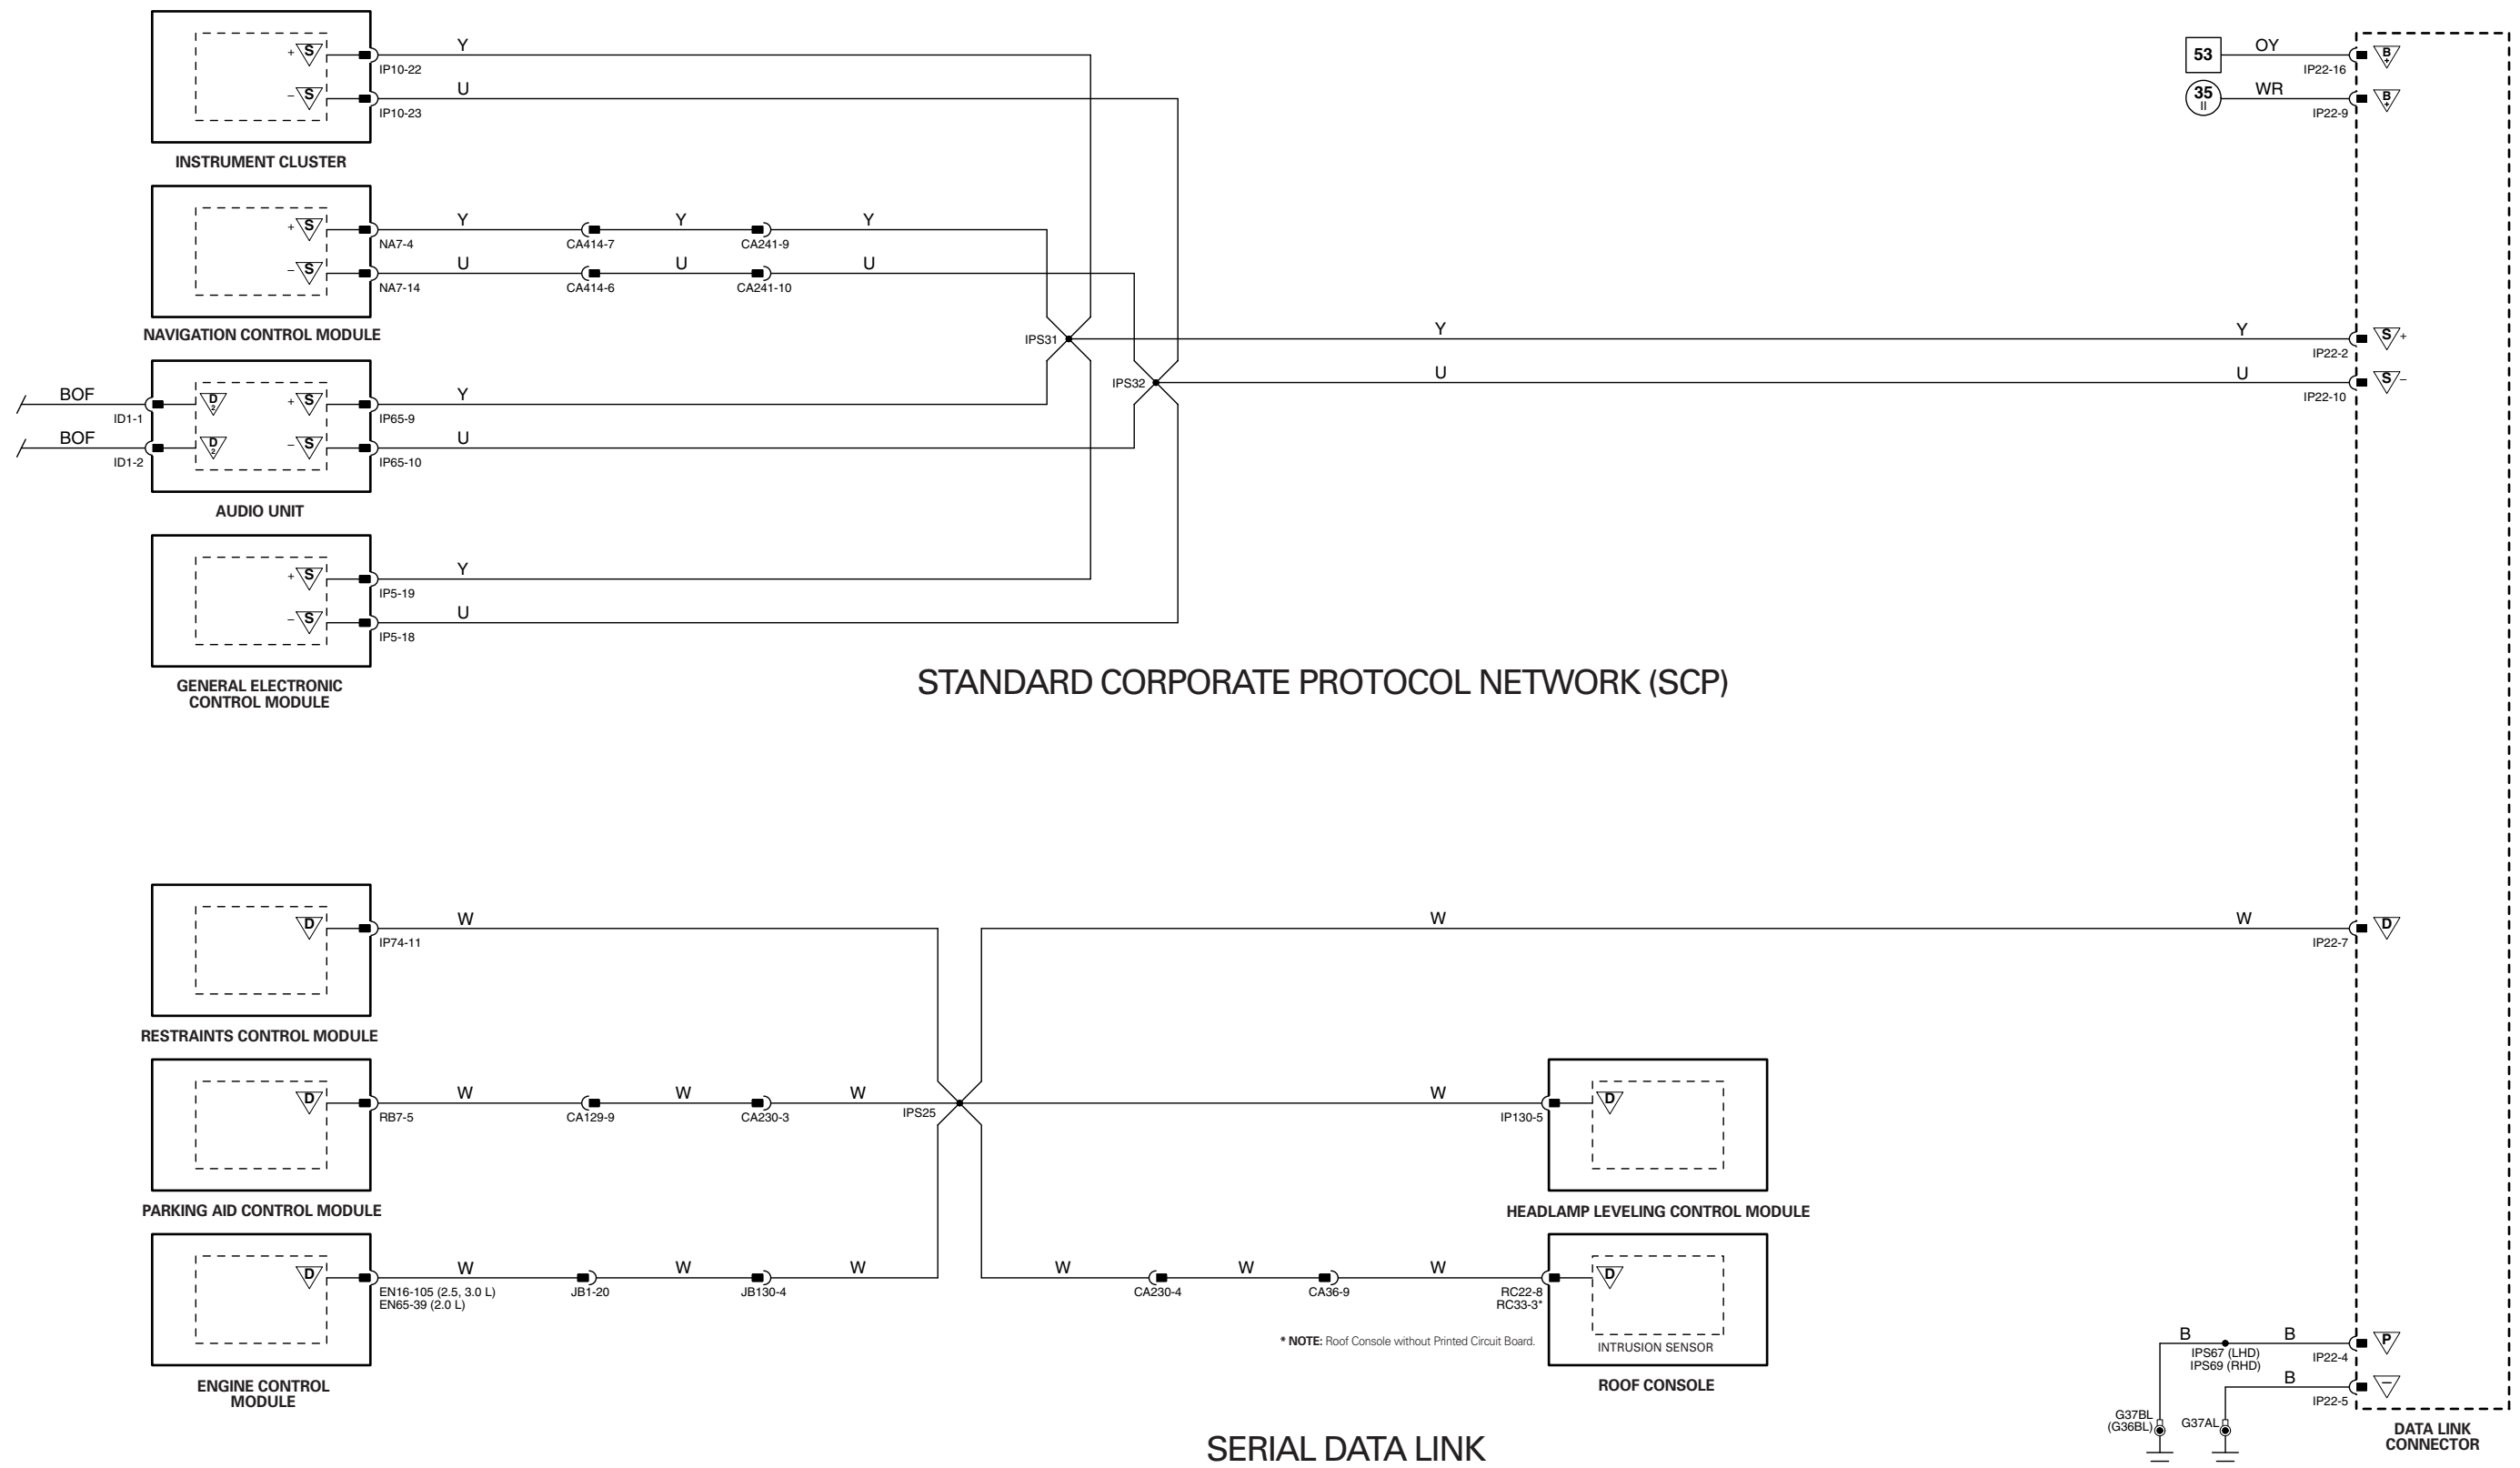 + S Y
IP10-22
– S U
IP10-23
INSTRUMENT CLUSTER
53 OY B+
IP22-16
35 II WR B+
IP22-9
+ S Y Y Y
NA7-4 CA414-7 CA241-9
– S U U U
NA7-14 CA414-6 CA241-10
NAVIGATION CONTROL MODULE
IPS31 Y Y S +
IP22-2
IPS32 U U S –
IP22-10
BOF D2 + S Y
ID1-1 IP65-9
BOF D2 – S U
ID1-2 IP65-10
AUDIO UNIT
+ S Y
IP5-19
– S U
IP5-18
GENERAL ELECTRONIC
CONTROL MODULE
STANDARD CORPORATE PROTOCOL NETWORK (SCP)
D W W W D
IP74-11 IP22-7
RESTRAINTS CONTROL MODULE
D W W W W D
RB7-5 CA129-9 CA230-3 IPS25 IP130-5
PARKING AID CONTROL MODULE
HEADLAMP LEVELING CONTROL MODULE
D W W W W W W D
EN16-105 (2.5, 3.0 L) JB1-20 JB130-4 CA230-4 CA36-9 RC22-8
EN65-39 (2.0 L) RC33-3*
* NOTE: Roof Console without Printed Circuit Board.
INTRUSION SENSOR
ENGINE CONTROL
MODULE
ROOF CONSOLE
B B P
IPS67 (LHD)
IPS69 (RHD)
IP22-4
B –
IP22-5
G37BL
(G36BL)
G37AL
DATA LINK
CONNECTOR
SERIAL DATA LINK